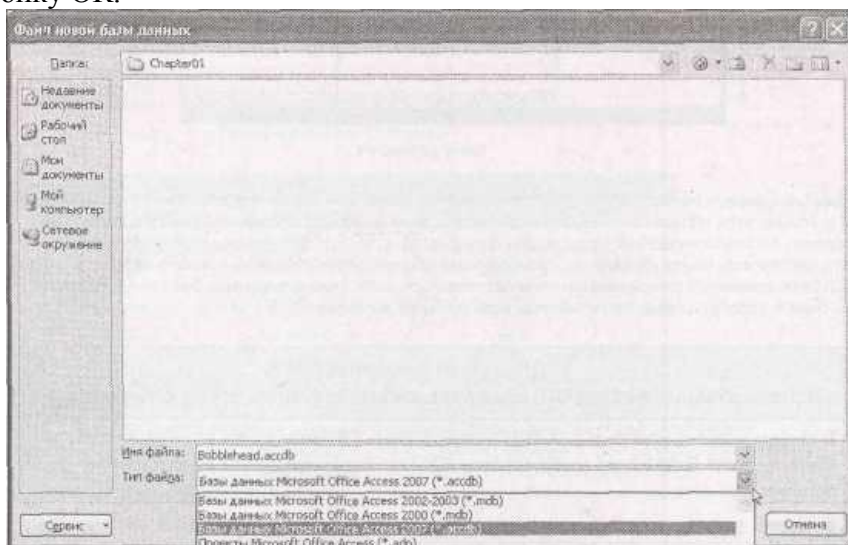 опку ОК.
Файл новой базы данных
Папка: Chapter01
Недавние
документы
Рабочий
стол
Мои
документы
Мой
компьютер
Сетевое
окружение
Имя файла: Bobblehead.accdb
Тип файла: Базы данных Microsoft Office Access 2007 (*.accdb)
Базы данных Microsoft Office Access 2002-2003 (*.mdb)
Базы данных Microsoft Office Access 2000 (*.mdb)
Базы данных Microsoft Office Access 2007 (*.accdb)
Проекты Microsoft Office Access (*.adp)
Сервис
Отмена